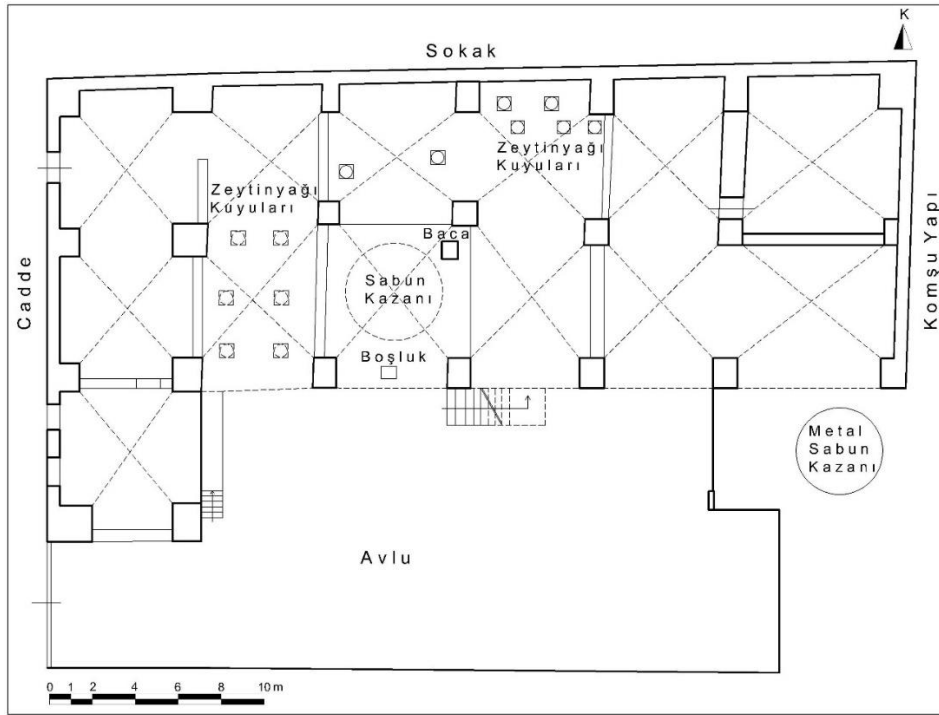 K
Sokak
Zeytinyağı
Kuyuları
Zeytinyağı
Kuyuları
Baca
Sabun
Kazanı
Boşluk
Cadde
Komşu Yapı
Metal
Sabun
Kazanı
Avlu
0 1 2 4 6 8 10 m